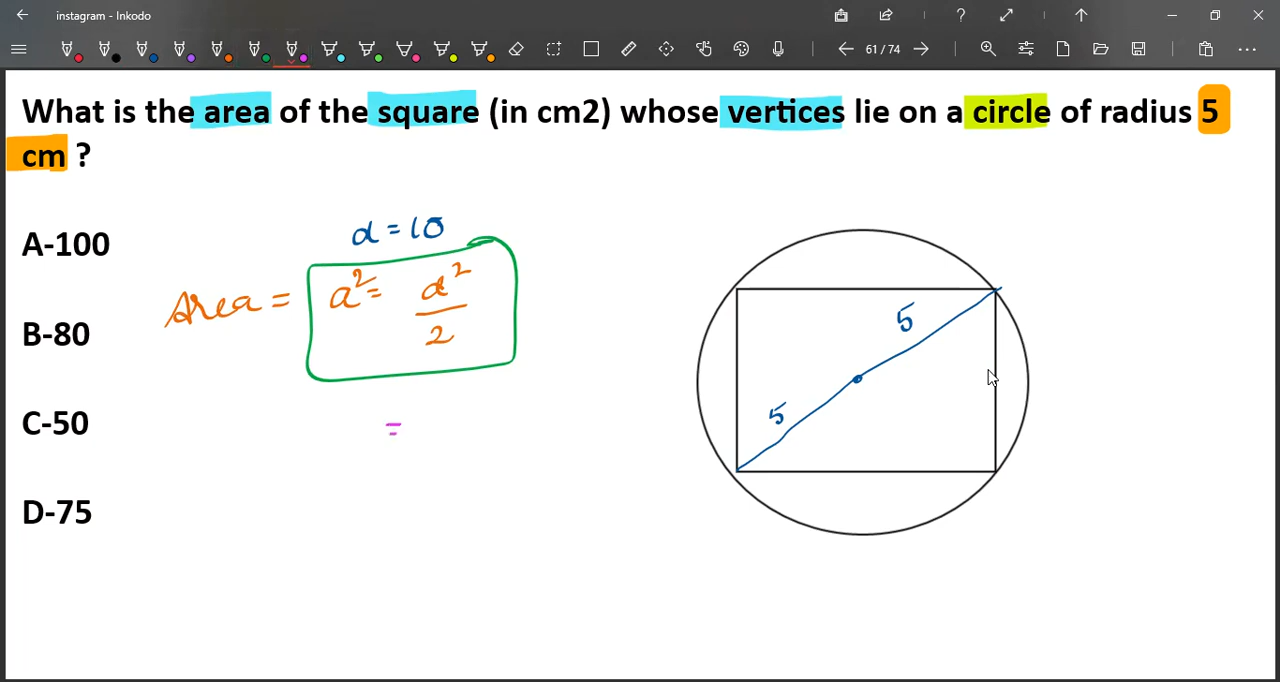 instagram - Inkodo
61 / 74
What is the area of the square (in cm2) whose vertices lie on a circle of radius 5
cm ?
A-100
d = 10
Area = a² = d²/2
B-80
C-50
=
D-75
5
5